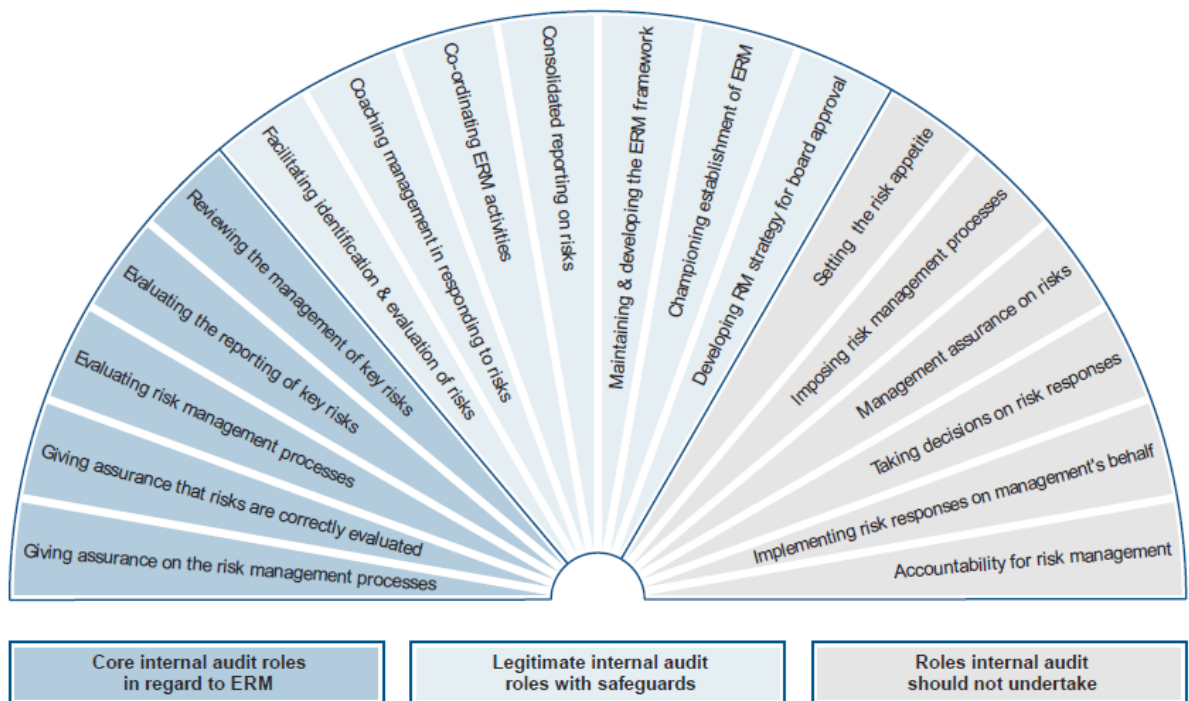 Giving assurance on the risk management processes
Giving assurance that risks are correctly evaluated
Evaluating risk management processes
Evaluating the reporting of key risks
Reviewing the management of key risks
Facilitating identification & evaluation of risks
Coaching management in responding to risks
Co-ordinating ERM activities
Consolidated reporting on risks
Maintaining & developing the ERM framework
Championing establishment of ERM
Developing RM strategy for board approval
Setting the risk appetite
Imposing risk management processes
Management assurance on risks
Taking decisions on risk responses
Implementing risk responses on management's behalf
Accountability for risk management
Core internal audit roles
in regard to ERM
Legitimate internal audit
roles with safeguards
Roles internal audit
should not undertake